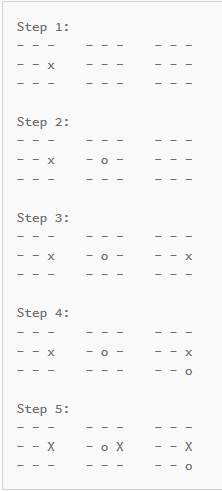 Step 1:
- - -    - - -    - - -
- - x    - - -    - - -
- - -    - - -    - - -

Step 2:
- - -    - - -    - - -
- - x    - o -    - - -
- - -    - - -    - - -

Step 3:
- - -    - - -    - - -
- - x    - o -    - - x
- - -    - - -    - - -

Step 4:
- - -    - - -    - - -
- - x    - o -    - - x
- - -    - - -    - - o

Step 5:
- - -    - - -    - - -
- - X    - o X    - - X
- - -    - - -    - - o